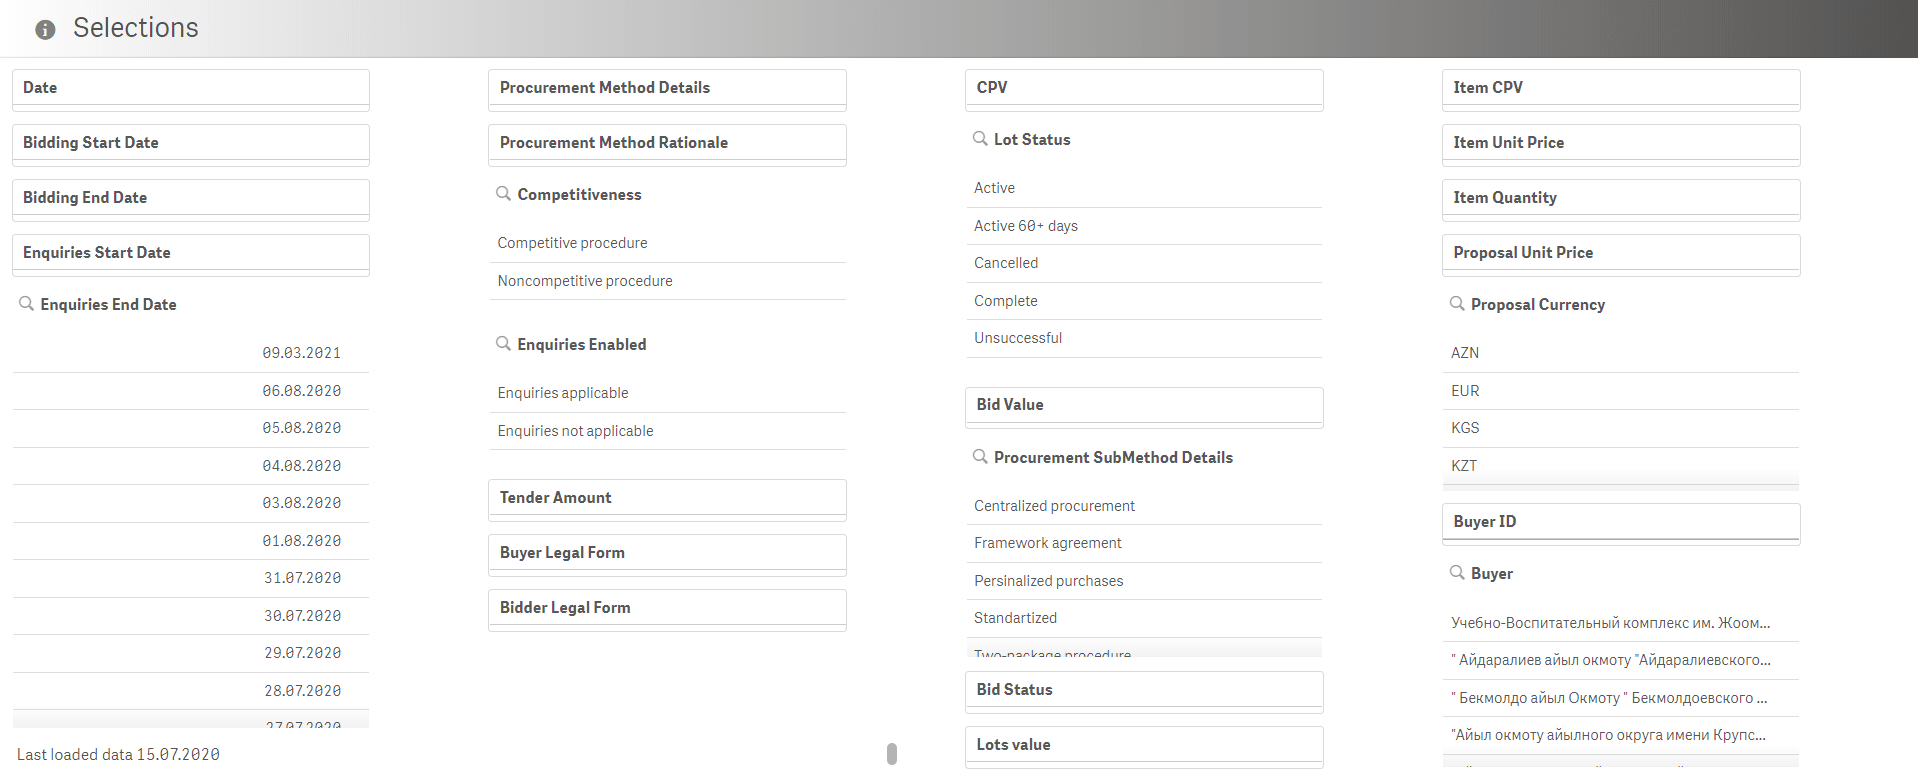 Selections
Date
Bidding Start Date
Bidding End Date
Enquiries Start Date
Enquiries End Date
09.03.2021
06.08.2020
05.08.2020
04.08.2020
03.08.2020
01.08.2020
31.07.2020
30.07.2020
29.07.2020
28.07.2020
27.07.2020
Last loaded data 15.07.2020
Procurement Method Details
Procurement Method Rationale
Competitiveness
Competitive procedure
Noncompetitive procedure
Enquiries Enabled
Enquiries applicable
Enquiries not applicable
Tender Amount
Buyer Legal Form
Bidder Legal Form
CPV
Lot Status
Active
Active 60+ days
Cancelled
Complete
Unsuccessful
Bid Value
Procurement SubMethod Details
Centralized procurement
Framework agreement
Persinalized purchases
Standartized
Two-package procedure
Bid Status
Lots value
Item CPV
Item Unit Price
Item Quantity
Proposal Unit Price
Proposal Currency
AZN
EUR
KGS
KZT
Buyer ID
Buyer
Учебно-Воспитательный комплекс им. Жоом...
" Айдаралиев айыл окмоту "Айдаралиевского...
" Бекмолдо айыл Окмоту " Бекмолдоевского ...
"Айыл окмоту айылного округа имени Крупс...